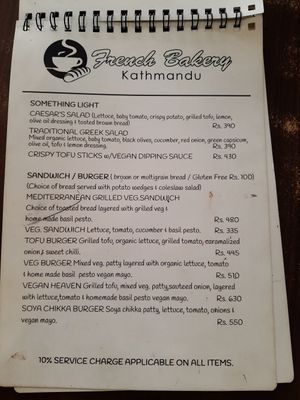 French Bakery
Kathmandu
SOMETHING LIGHT
CAESAR'S SALAD (Lettuce, baby tomato, crispy potato, grilled tofu, lemon,
olive oil dressing & tosted brown bread) Rs. 390
TRADITIONAL GREEK SALAD
Mixed organic lettuce, baby tomato, black olives, cucumber, red onion, green capsicum,
olive oil, tofu & lemon dressing. Rs. 390
CRISPY TOFU STICKS w/VEGAN DIPPING SAUCE Rs. 430
SANDWICH / BURGER ( brown or multigrain bread / Gluten Free Rs. 100)
(Choice of bread served with potato wedges & coleslaw salad)
MEDITERRANEAN GRILLED VEG.SANDWICH
Choice of toasted bread layered with grilled veg &
home made basil pesto. Rs. 480
VEG. SANDWICH Lettuce, tomato, cucumber & basil pesto. Rs. 335
TOFU BURGER Grilled tofu, organic lettuce, grilled tomato, caramalized
onion & sweet chili. Rs. 445
VEG BURGER Mixed veg. patty layered with organic lettuce, tomato
& home made basil pesto vegan mayo. Rs. 510
VEGAN HEAVEN Grilled tofu, mixed veg. patty,sauteed onion, layered
with lettuce,tomato & homemade basil pesto vegan mayo. Rs. 630
SOYA CHIKKA BURGER Soya chikka patty, lettuce, tomato, onions &
vegan mayo. Rs. 550
10% SERVICE CHARGE APPLICABLE ON ALL ITEMS.